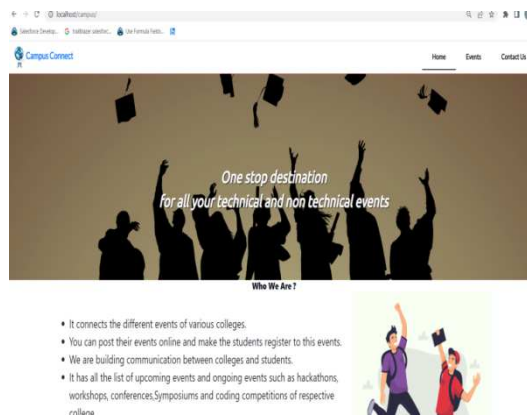 localhost/campus/
Salesforce Develop... trailblazer salesforc... Use Formula Fields...
Campus Connect
Home Events Contact Us
One stop destination
for all your technical and non technical events
Who We Are ?
It connects the different events of various colleges.
You can post their events online and make the students register to this events.
We are building communication between colleges and students.
It has all the list of upcoming events and ongoing events such as hackathons,
workshops, conferences,Symposiums and coding competitions of respective
college